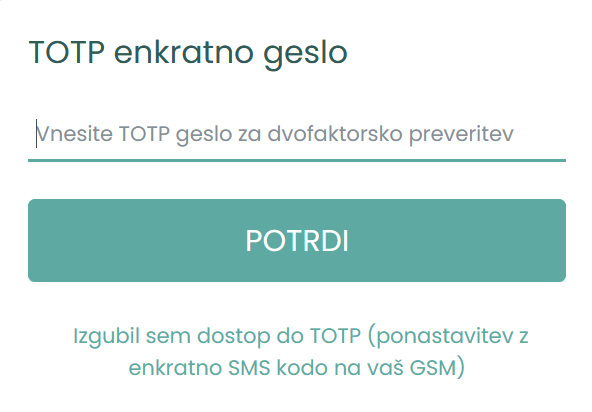 TOTP enkratno geslo
Vnesite TOTP geslo za dvofaktorsko preveritev
POTRDI
Izgubil sem dostop do TOTP (ponastavitev z
enkratno SMS kodo na vaš GSM)